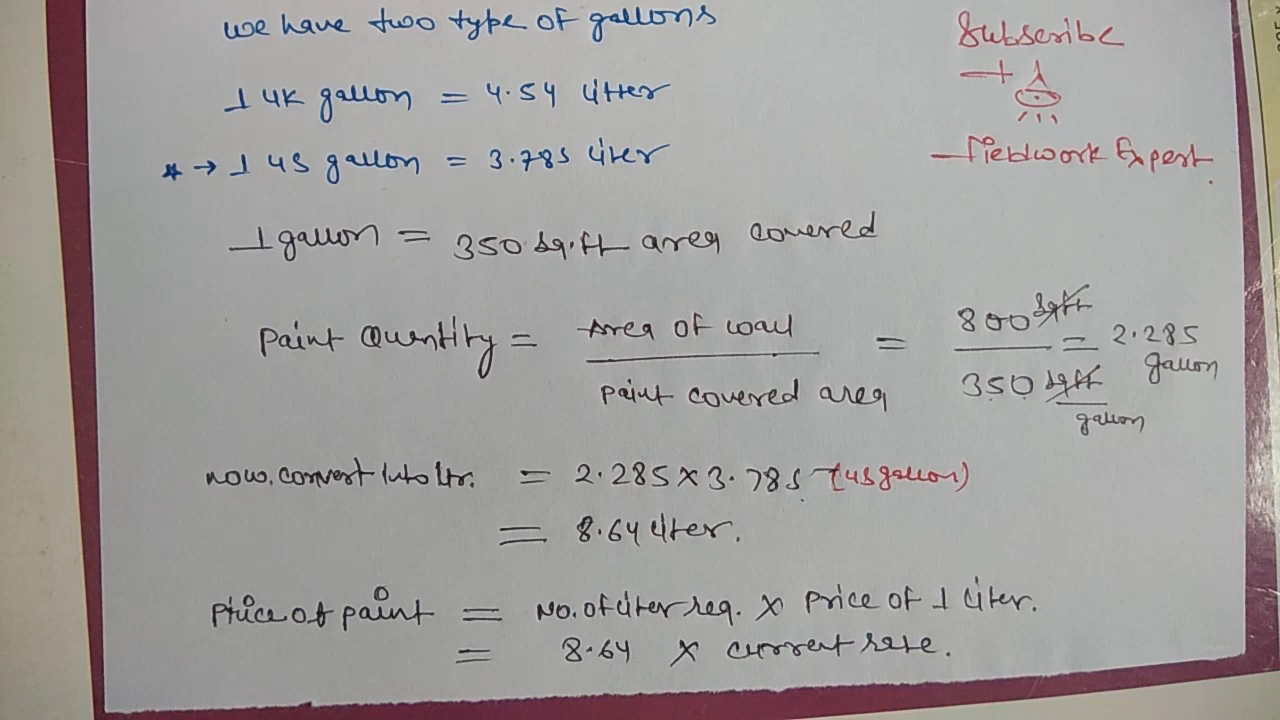 we have two type of gallons
1 UK gallon = 4.54 litter
* → 1 US gallon = 3.785 liter
1 gallon = 350 sq.ft area covered
Paint Quantity = Area of wall / paint covered area = 800 sqft / 350 sqft/gallon = 2.285 gallon
now. convert into ltr. = 2.285 × 3.785 (US gallon)
= 8.64 liter.
Price of paint = No. of liter req. × Price of 1 liter.
= 8.64 × current rate.
Subscribe
Fieldwork Expert.